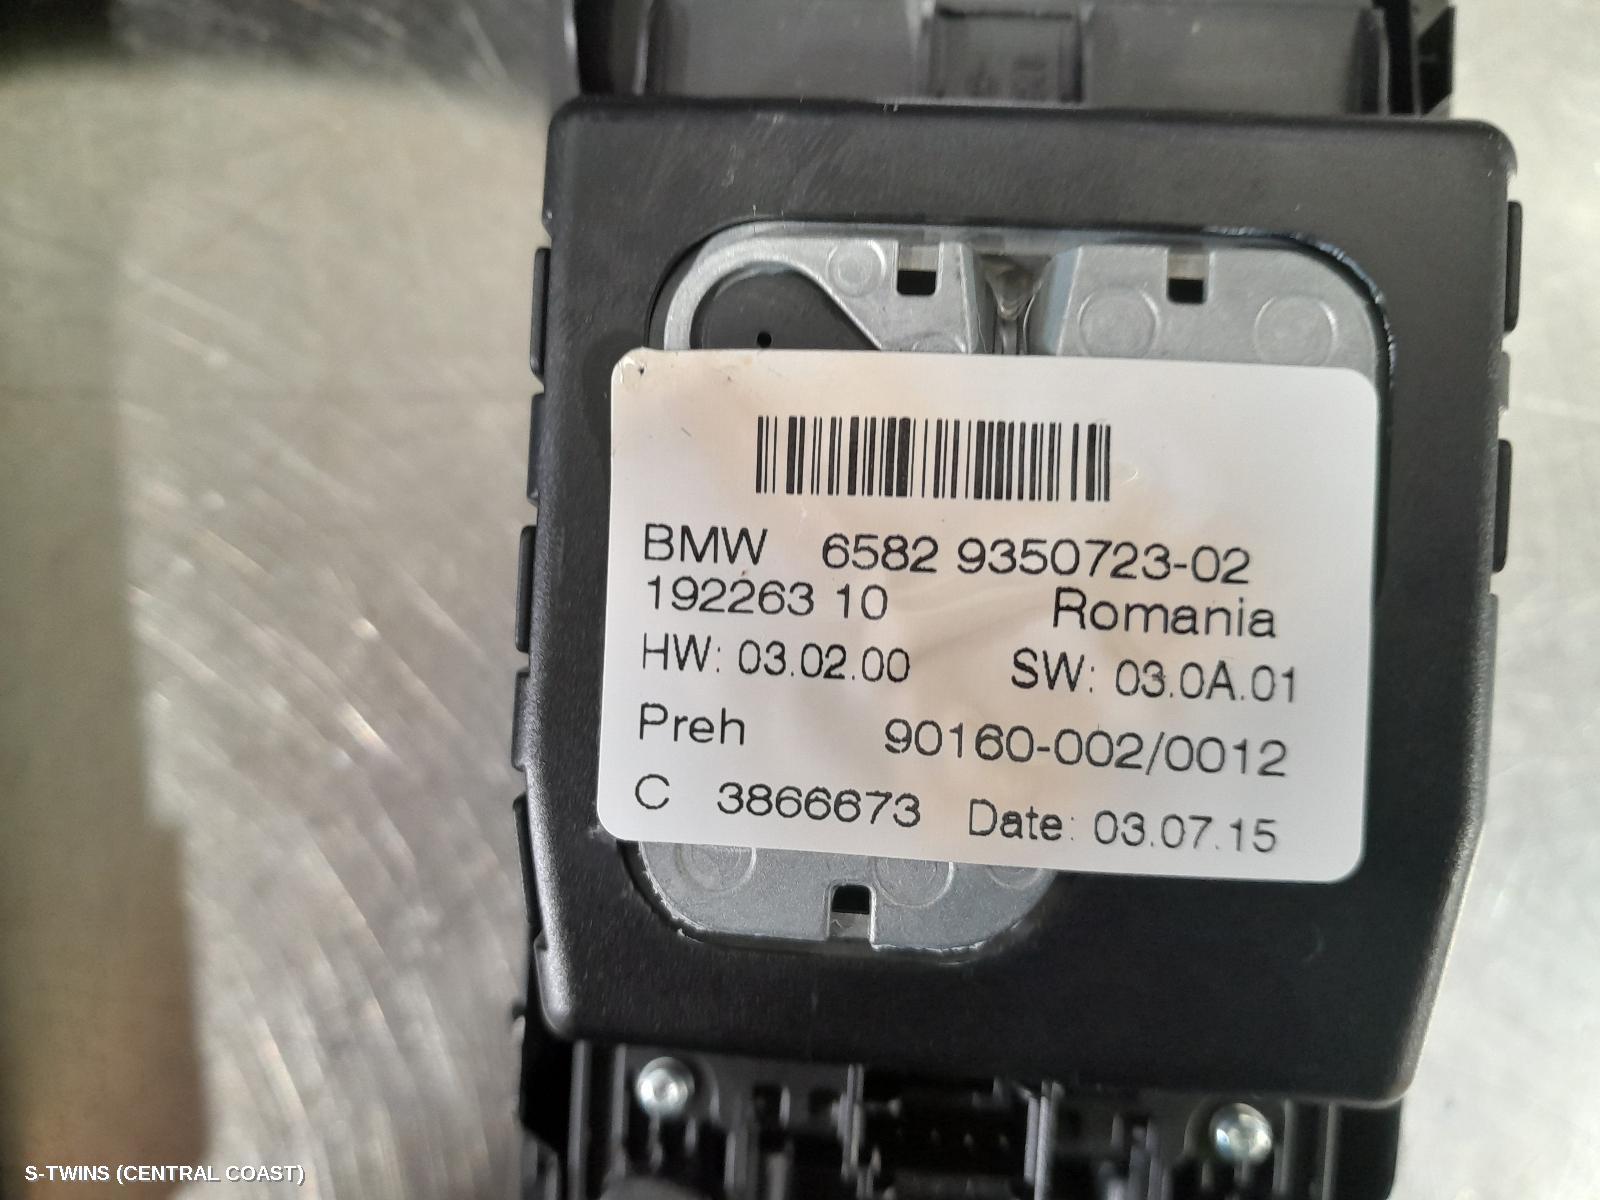 BMW 6582 9350723-02
192263 10 Romania
HW: 03.02.00 SW: 03.0A.01
Preh 90160-002/0012
C 3866673 Date: 03.07.15
S-TWINS (CENTRAL COAST)